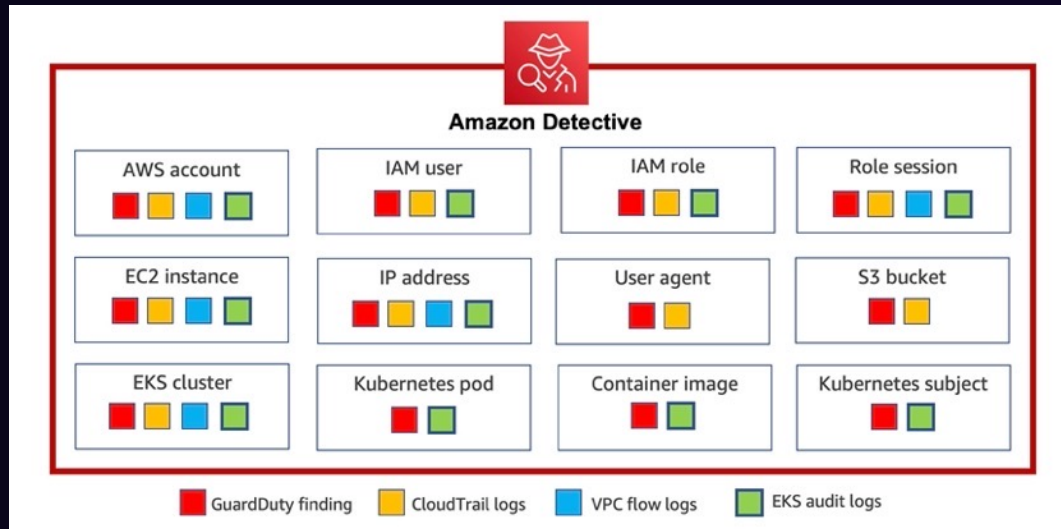 Amazon Detective
AWS account
IAM user
IAM role
Role session
EC2 instance
IP address
User agent
S3 bucket
EKS cluster
Kubernetes pod
Container image
Kubernetes subject
GuardDuty finding
CloudTrail logs
VPC flow logs
EKS audit logs